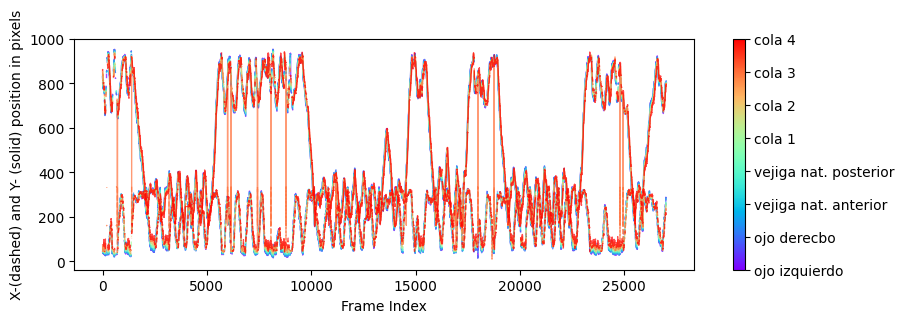 X-(dashed) and Y- (solid) position in pixels
1000
800
600
400
200
0
0 5000 10000 15000 20000 25000
Frame Index
cola 4
cola 3
cola 2
cola 1
vejiga nat. posterior
vejiga nat. anterior
ojo derecbo
ojo izquierdo